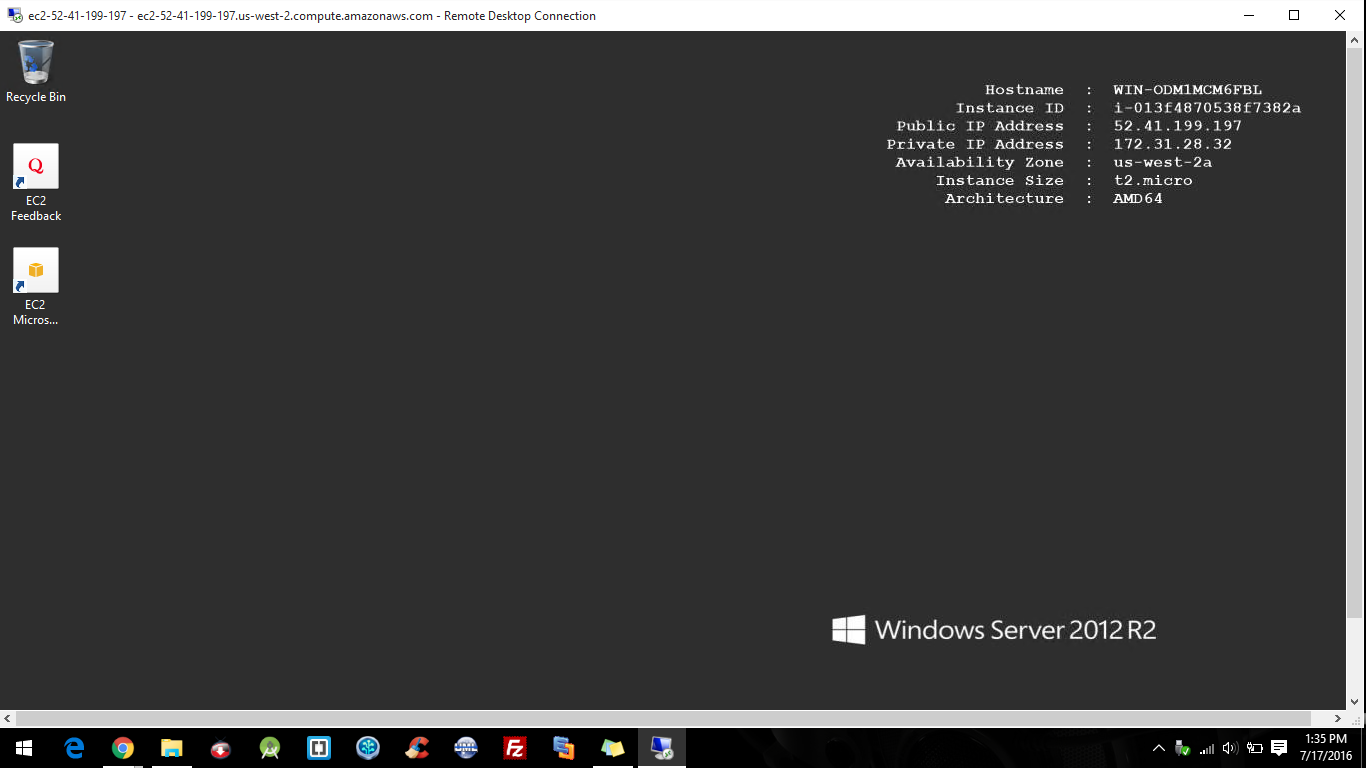 ec2-52-41-199-197 - ec2-52-41-199-197.us-west-2.compute.amazonaws.com - Remote Desktop Connection
Recycle Bin
Q
EC2
Feedback
EC2
Micros...
Hostname : WIN-ODM1MCM6FBL
Instance ID : i-013f4870538f7382a
Public IP Address : 52.41.199.197
Private IP Address : 172.31.28.32
Availability Zone : us-west-2a
Instance Size : t2.micro
Architecture : AMD64
Windows Server 2012 R2
Fz
1:35 PM
7/17/2016